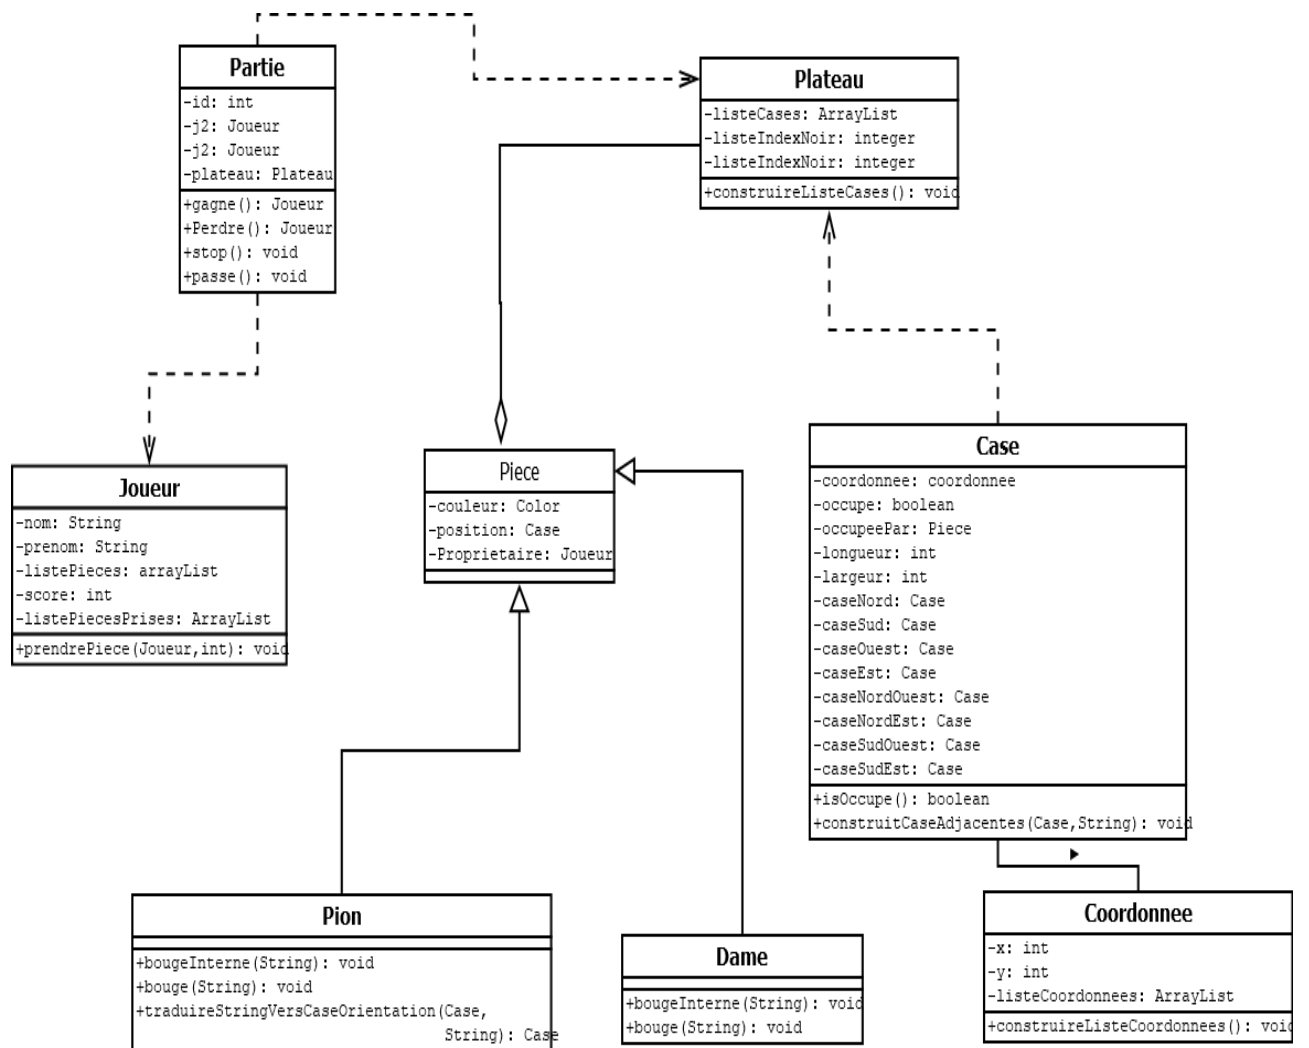 Partie
-id: int
-j2: Joueur
-j2: Joueur
-plateau: Plateau
+gagne(): Joueur
+Perdre(): Joueur
+stop(): void
+passe(): void
Plateau
-listeCases: ArrayList
-listeIndexNoir: integer
-listeIndexNoir: integer
+construireListeCases(): void
Joueur
-nom: String
-prenom: String
-listePieces: arrayList
-score: int
-listePiecesPrises: ArrayList
+prendrePiece(Joueur,int): void
Piece
-couleur: Color
-position: Case
-Proprietaire: Joueur
Case
-coordonnee: coordonnee
-occupe: boolean
-occupeePar: Piece
-longueur: int
-largeur: int
-caseNord: Case
-caseSud: Case
-caseOuest: Case
-caseEst: Case
-caseNordOuest: Case
-caseNordEst: Case
-caseSudOuest: Case
-caseSudEst: Case
+isOccupe(): boolean
+construitCaseAdjacentes(Case,String): void
Pion
+bougeInterne(String): void
+bouge(String): void
+traduireStringVersCaseOrientation(Case,
String): Case
Dame
+bougeInterne(String): void
+bouge(String): void
Coordonnee
-x: int
-y: int
-listeCoordonnees: ArrayList
+construireListeCoordonnees(): void